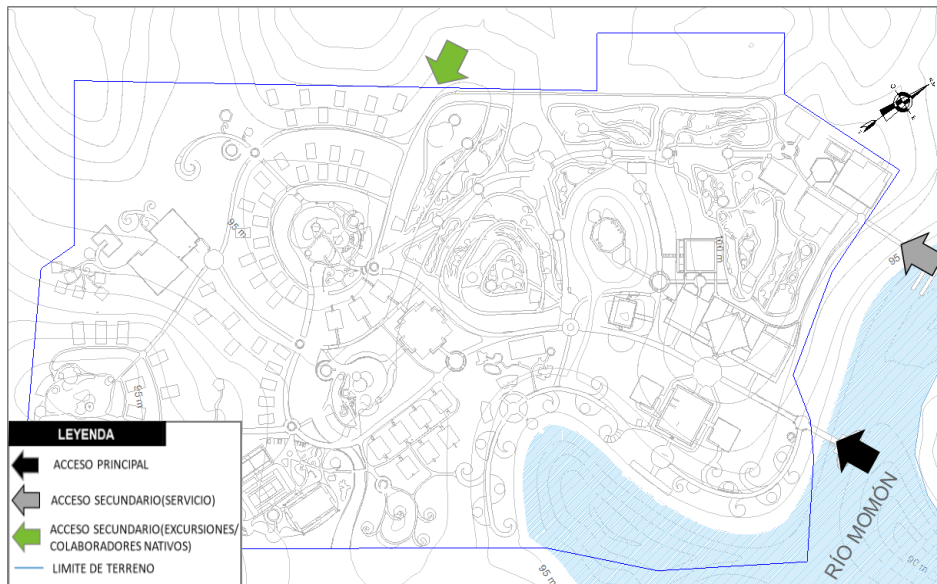 95 m
100 m
95
95 m
RÍO MOMÓN
95 m
90 m
LEYENDA
ACCESO PRINCIPAL
ACCESO SECUNDARIO(SERVICIO)
ACCESO SECUNDARIO(EXCURSIONES/
COLABORADORES NATIVOS)
LIMITE DE TERRENO